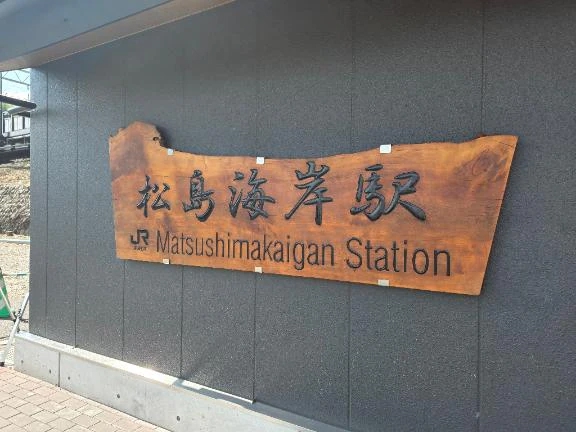 松島海岸駅
JR Matsushimakaigan Station